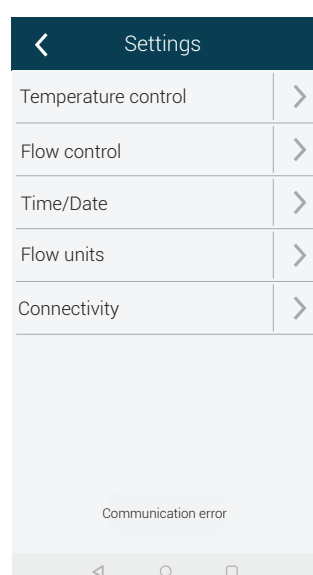 Settings
Temperature control
Flow control
Time/Date
Flow units
Connectivity
Communication error